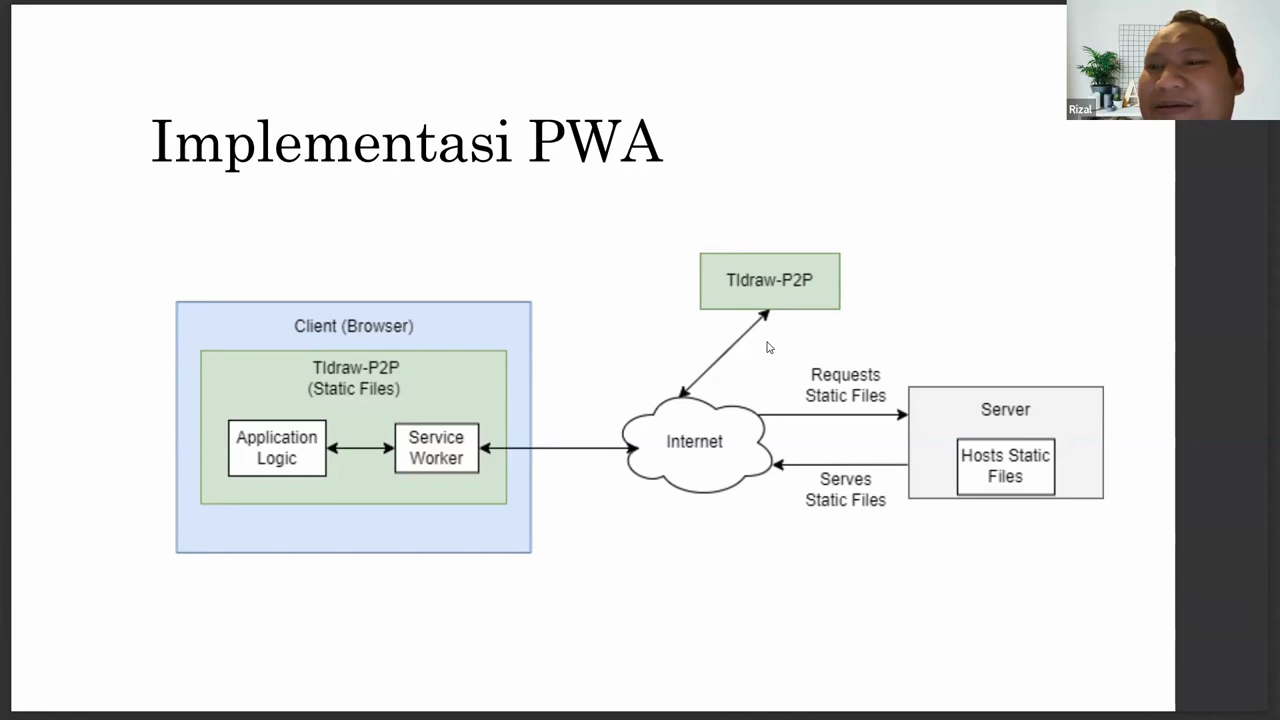 Rizal
Implementasi PWA
Tldraw-P2P
Client (Browser)
Tldraw-P2P
(Static Files)
Application
Logic
Service
Worker
Internet
Requests
Static Files
Serves
Static Files
Server
Hosts Static
Files